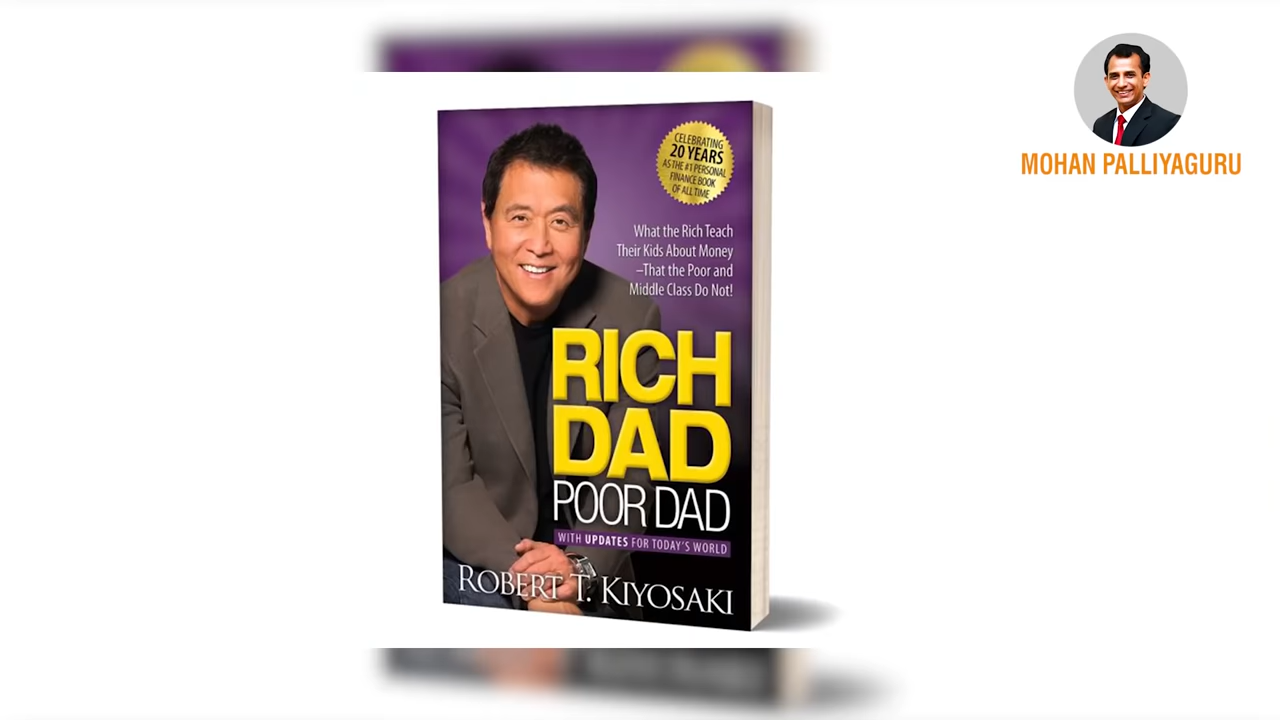 CELEBRATING
20 YEARS
AS THE #1 PERSONAL
FINANCE BOOK
OF ALL TIME
What the Rich Teach
Their Kids About Money
–That the Poor and
Middle Class Do Not!
RICH
DAD
POOR DAD
WITH UPDATES FOR TODAY'S WORLD
ROBERT T. KIYOSAKI
MOHAN PALLIYAGURU